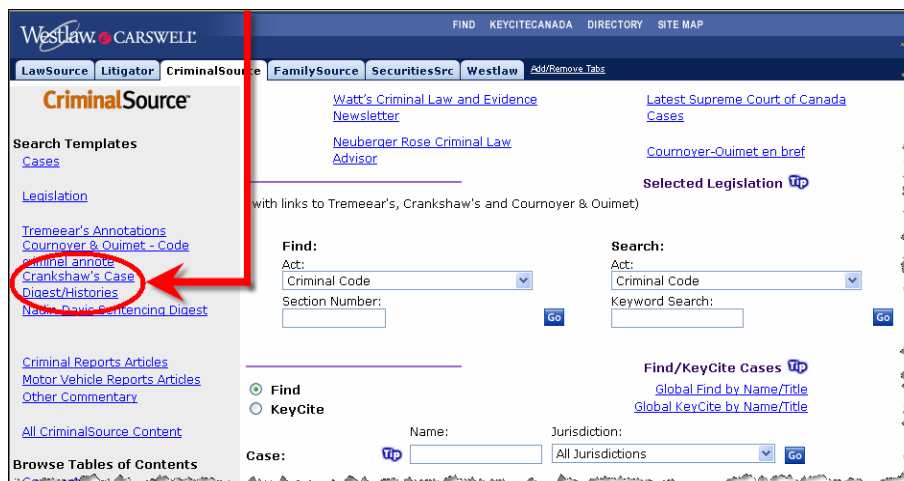 FIND KEYCITECANADA DIRECTORY SITE MAP
Westlaw. CARSWELL
LawSource Litigator CriminalSource FamilySource SecuritiesSrc Westlaw Add/Remove Tabs
CriminalSource
Search Templates
Cases
Legislation
Tremeear's Annotations
Cournoyer & Ouimet - Code
criminel annote
Crankshaw's Case
Digest/Histories
Nadin-Davis Sentencing Digest
Criminal Reports Articles
Motor Vehicle Reports Articles
Other Commentary
All CriminalSource Content
Browse Tables of Contents
Watt's Criminal Law and Evidence
Newsletter
Neuberger Rose Criminal Law
Advisor
Latest Supreme Court of Canada
Cases
Cournoyer-Ouimet en bref
Selected Legislation Tip
with links to Tremeear's, Crankshaw's and Cournoyer & Ouimet)
Find:
Act:
Criminal Code
Section Number:
Go
Search:
Act:
Criminal Code
Keyword Search:
Go
Find/KeyCite Cases Tip
Find
KeyCite
Global Find by Name/Title
Global KeyCite by Name/Title
Name: Jurisdiction:
Case: Tip All Jurisdictions Go